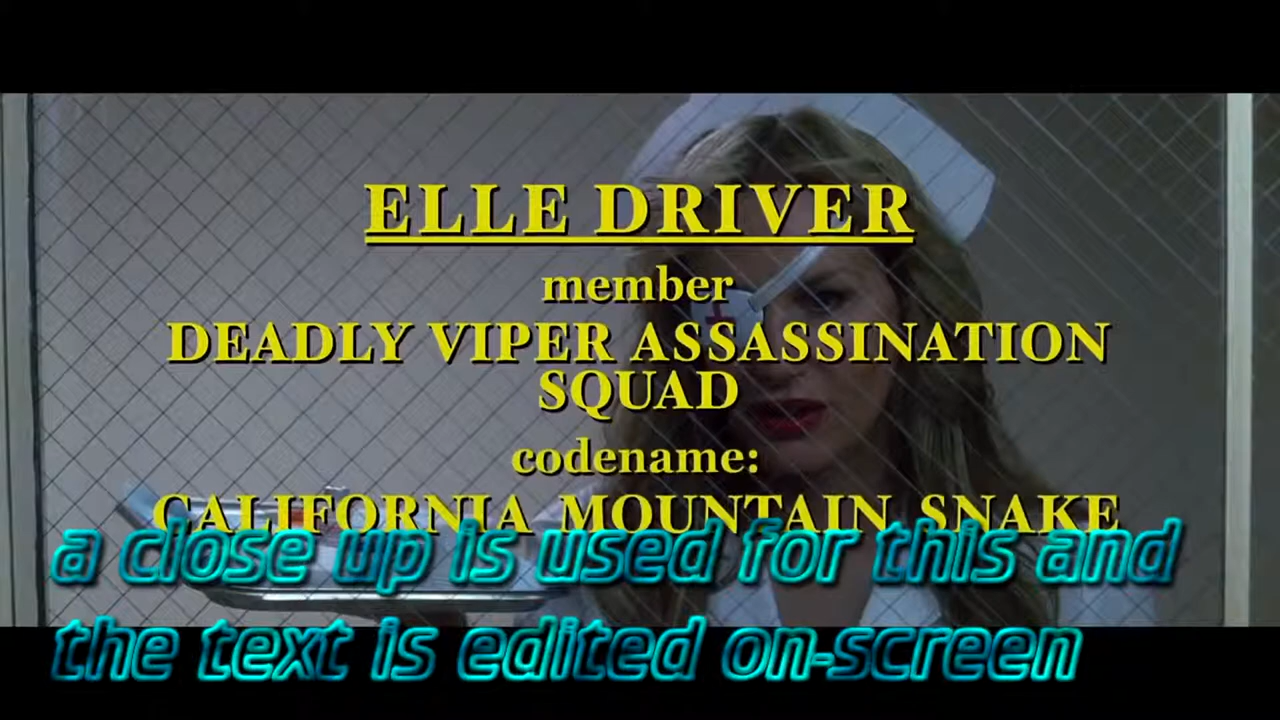 ELLE DRIVER
member
DEADLY VIPER ASSASSINATION
SQUAD
codename:
CALIFORNIA MOUNTAIN SNAKE
a close up is used for this and
the text is edited on-screen